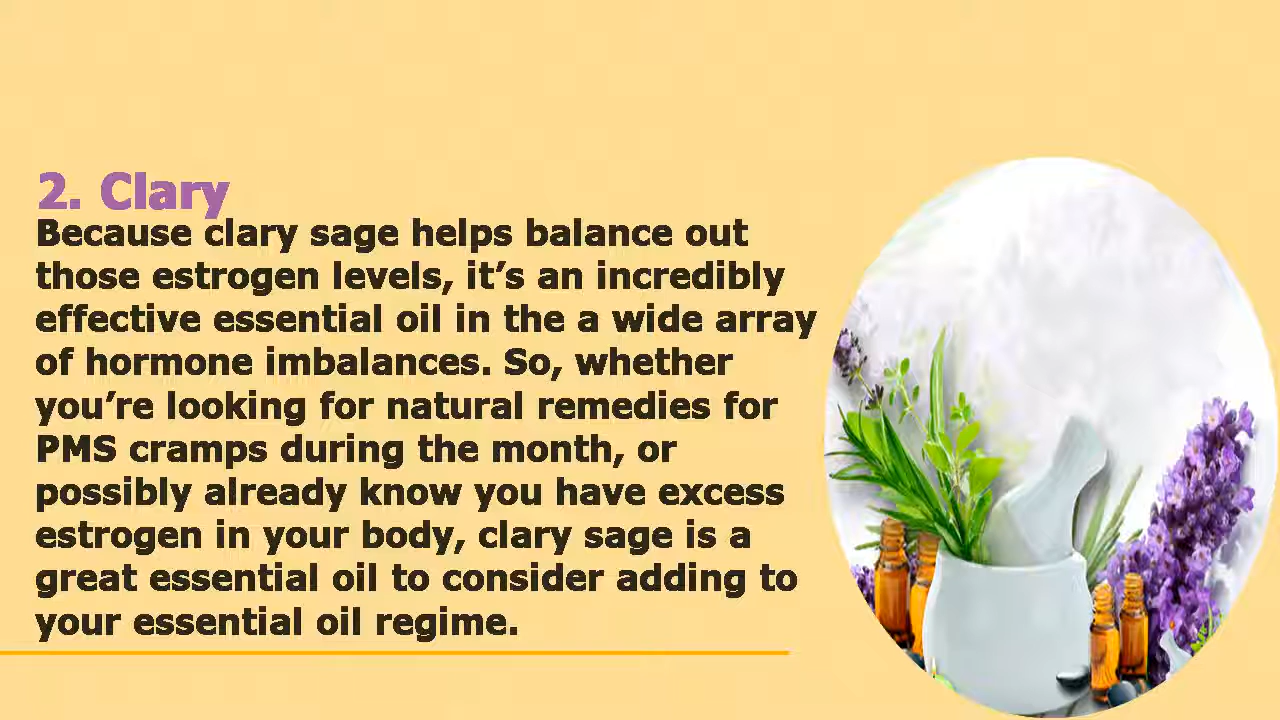 2. Clary
Because clary sage helps balance out
those estrogen levels, it’s an incredibly
effective essential oil in the a wide array
of hormone imbalances. So, whether
you’re looking for natural remedies for
PMS cramps during the month, or
possibly already know you have excess
estrogen in your body, clary sage is a
great essential oil to consider adding to
your essential oil regime.